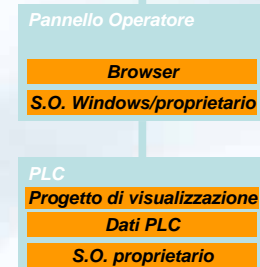 Pannello Operatore
Browser
S.O. Windows/proprietario
PLC
Progetto di visualizzazione
Dati PLC
S.O. proprietario